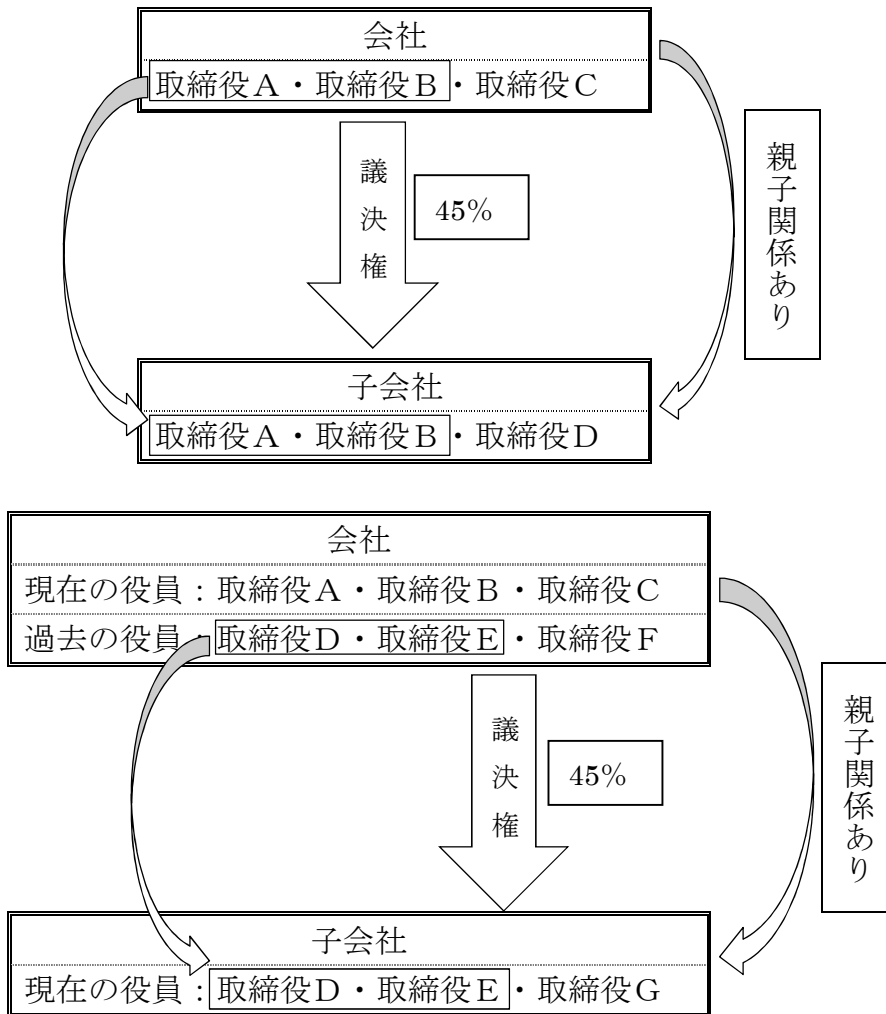 会社
取締役A・取締役B・取締役C
議決権
45%
親子関係あり
子会社
取締役A・取締役B・取締役D
会社
現在の役員:取締役A・取締役B・取締役C
過去の役員:取締役D・取締役E・取締役F
議決権
45%
親子関係あり
子会社
現在の役員:取締役D・取締役E・取締役G